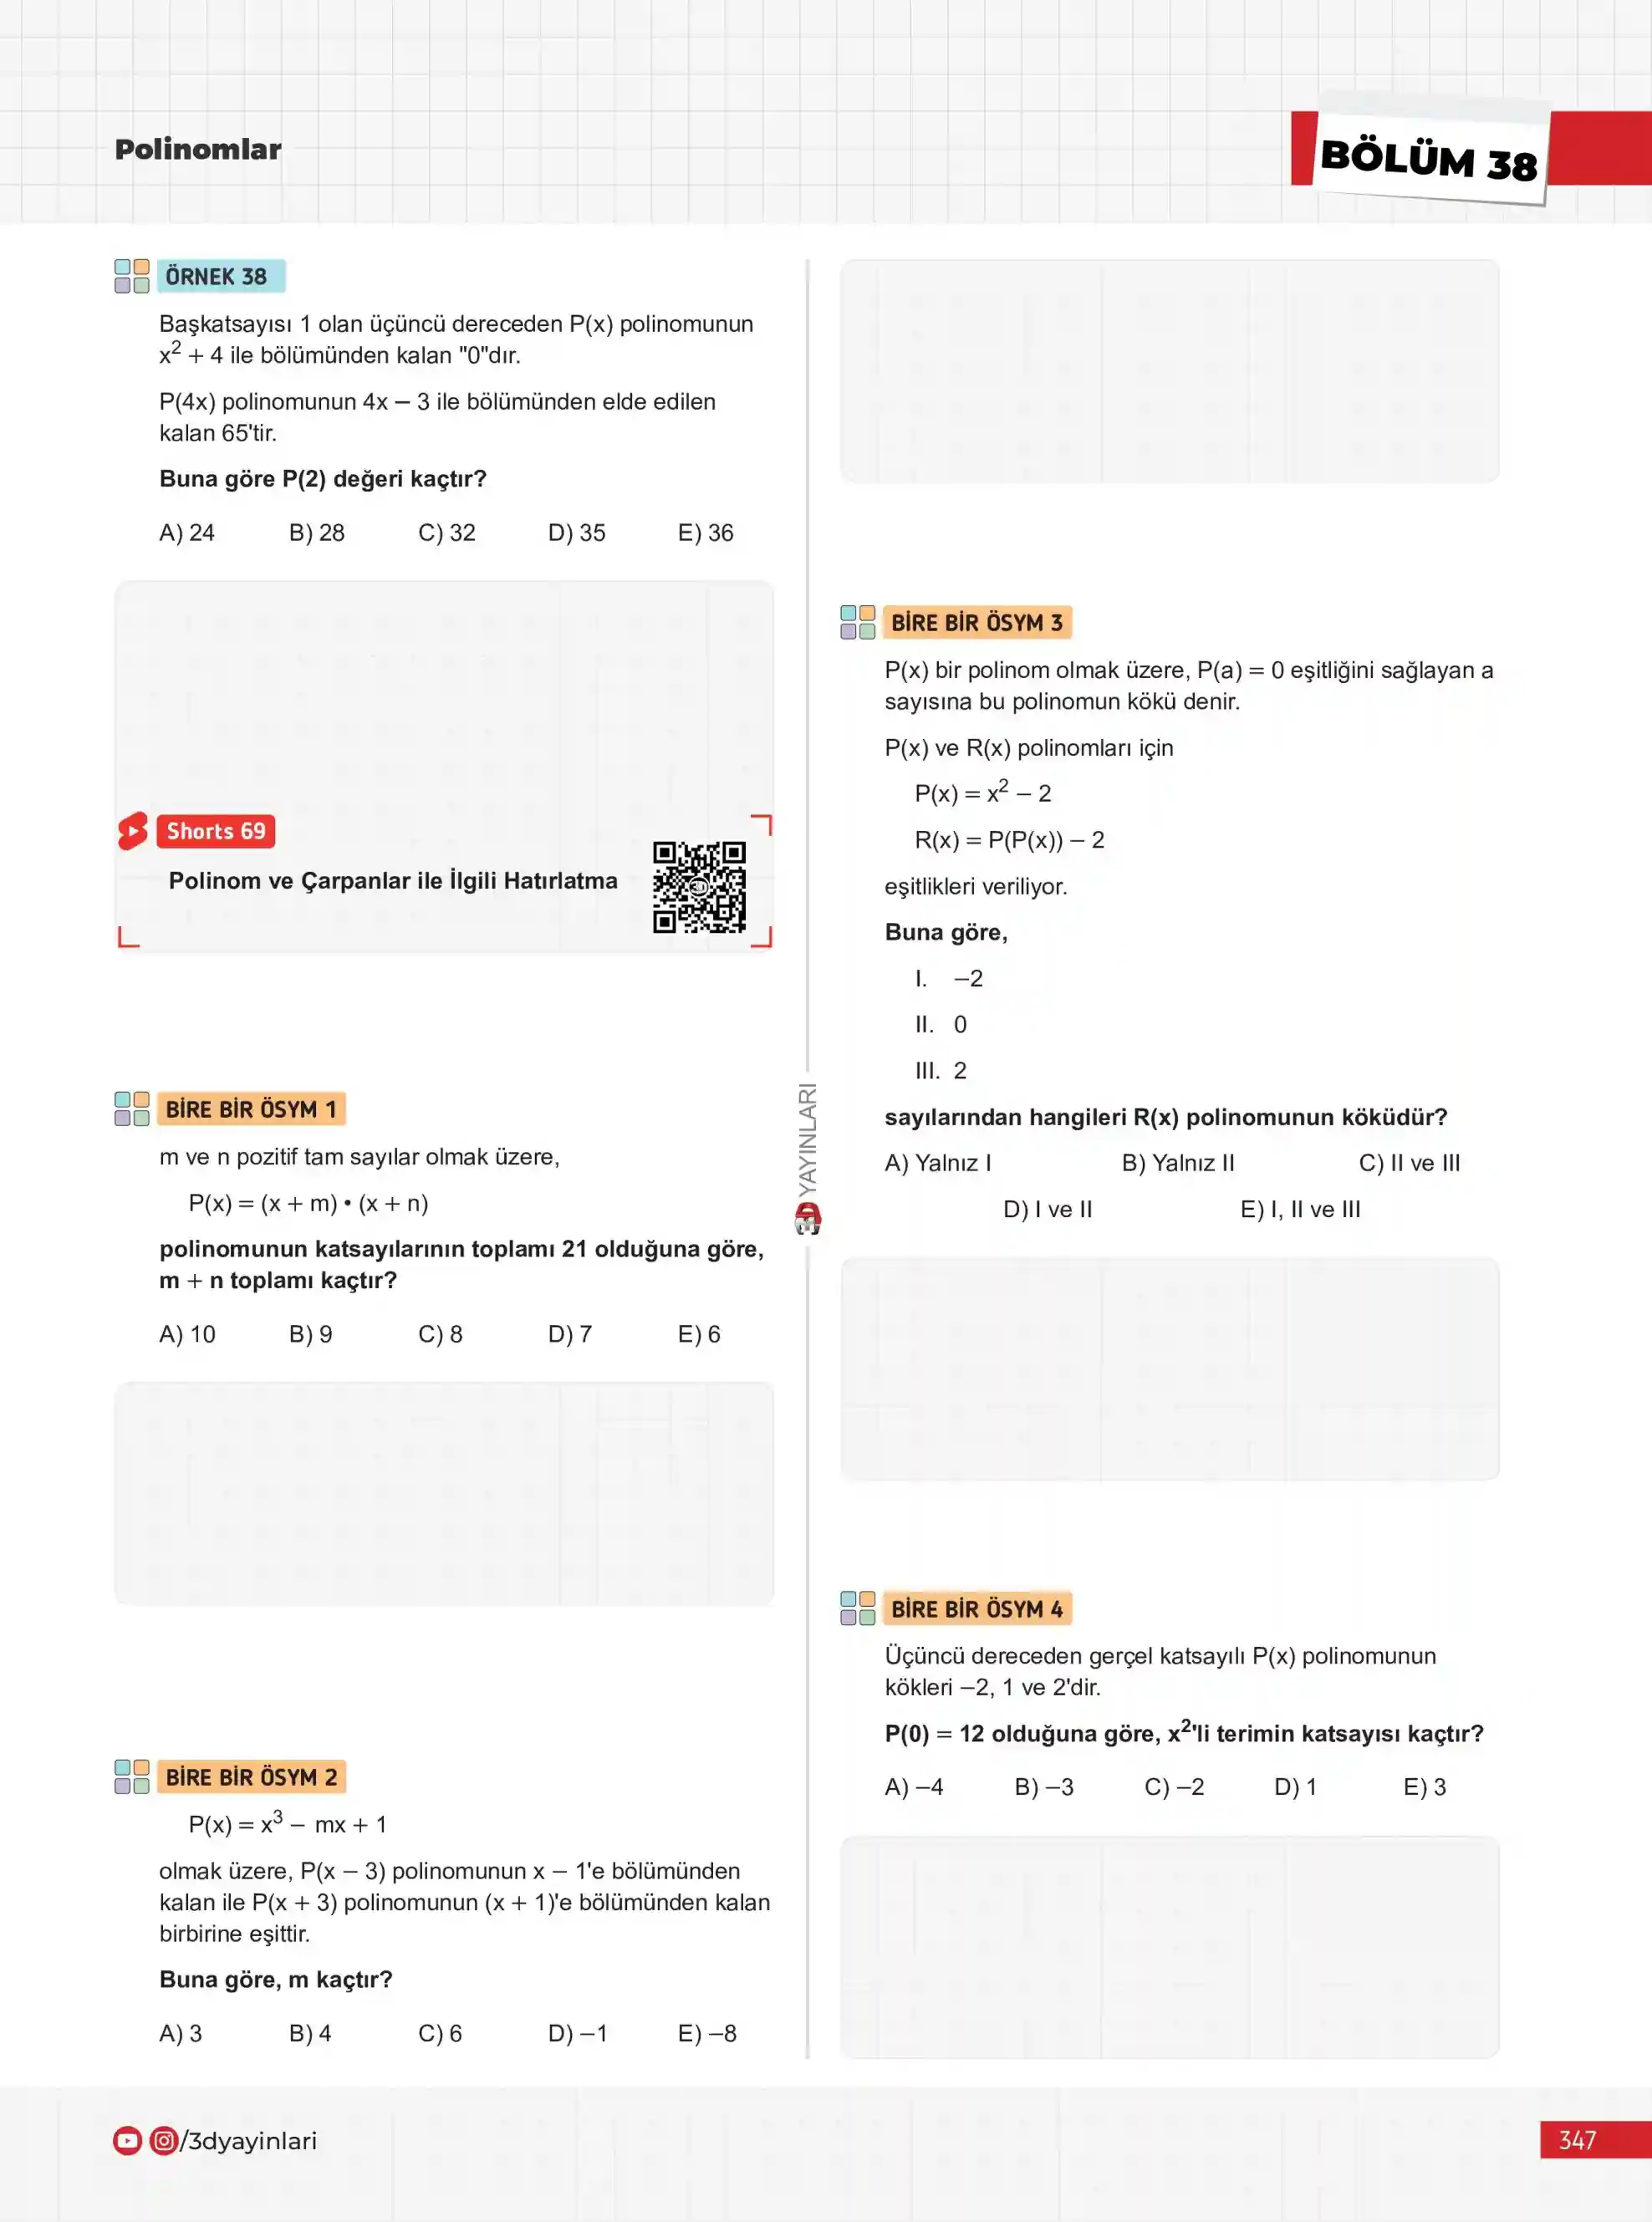 Polinomlar
BÖLÜM 38
ÖRNEK 38
Başkatsayısı 1 olan üçüncü dereceden P(x) polinomunun
x² + 4 ile bölümünden kalan "0"dır.
P(4x) polinomunun 4x – 3 ile bölümünden elde edilen
kalan 65'tir.
Buna göre P(2) değeri kaçtır?
A) 24 B) 28 C) 32 D) 35 E) 36
Shorts 69
Polinom ve Çarpanlar ile İlgili Hatırlatma
3D
BİRE BİR ÖSYM 1
m ve n pozitif tam sayılar olmak üzere,
P(x) = (x + m) • (x + n)
polinomunun katsayılarının toplamı 21 olduğuna göre,
m + n toplamı kaçtır?
A) 10 B) 9 C) 8 D) 7 E) 6
BİRE BİR ÖSYM 2
P(x) = x³ – mx + 1
olmak üzere, P(x – 3) polinomunun x – 1'e bölümünden
kalan ile P(x + 3) polinomunun (x + 1)'e bölümünden kalan
birbirine eşittir.
Buna göre, m kaçtır?
A) 3 B) 4 C) 6 D) –1 E) –8
YAYINLARI
BİRE BİR ÖSYM 3
P(x) bir polinom olmak üzere, P(a) = 0 eşitliğini sağlayan a
sayısına bu polinomun kökü denir.
P(x) ve R(x) polinomları için
P(x) = x² – 2
R(x) = P(P(x)) – 2
eşitlikleri veriliyor.
Buna göre,
I. –2
II. 0
III. 2
sayılarından hangileri R(x) polinomunun köküdür?
A) Yalnız I B) Yalnız II C) II ve III
D) I ve II E) I, II ve III
BİRE BİR ÖSYM 4
Üçüncü dereceden gerçel katsayılı P(x) polinomunun
kökleri –2, 1 ve 2'dir.
P(0) = 12 olduğuna göre, x²'li terimin katsayısı kaçtır?
A) –4 B) –3 C) –2 D) 1 E) 3
/3dyayinlari
347